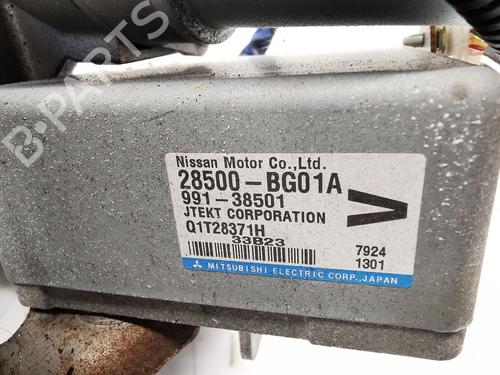 Nissan Motor Co.,Ltd.
28500-BG01A
991-38501
JTEKT CORPORATION
Q1T28371H
33B23
V
7924
1301
MITSUBISHI ELECTRIC CORP.,JAPAN
B-PARTS